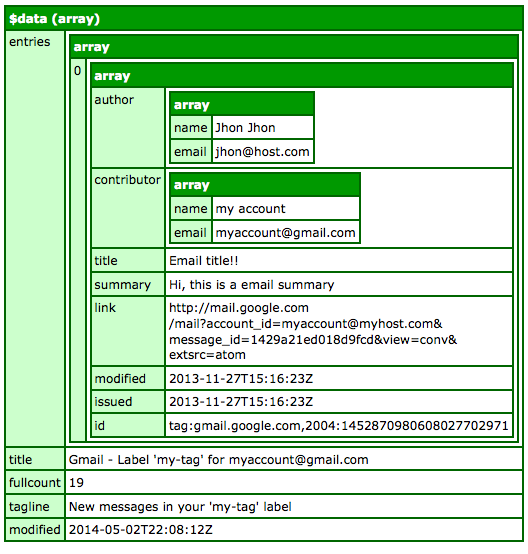 $data (array)
entries
array
0
array
author
array
name Jhon Jhon
email jhon@host.com
contributor
array
name my account
email myaccount@gmail.com
title Email title!!
summary Hi, this is a email summary
link http://mail.google.com
/mail?account_id=myaccount@myhost.com&
message_id=1429a21ed018d9fcd&view=conv&
extsrc=atom
modified 2013-11-27T15:16:23Z
issued 2013-11-27T15:16:23Z
id tag:gmail.google.com,2004:1452870980608027702971
title Gmail - Label 'my-tag' for myaccount@gmail.com
fullcount 19
tagline New messages in your 'my-tag' label
modified 2014-05-02T22:08:12Z